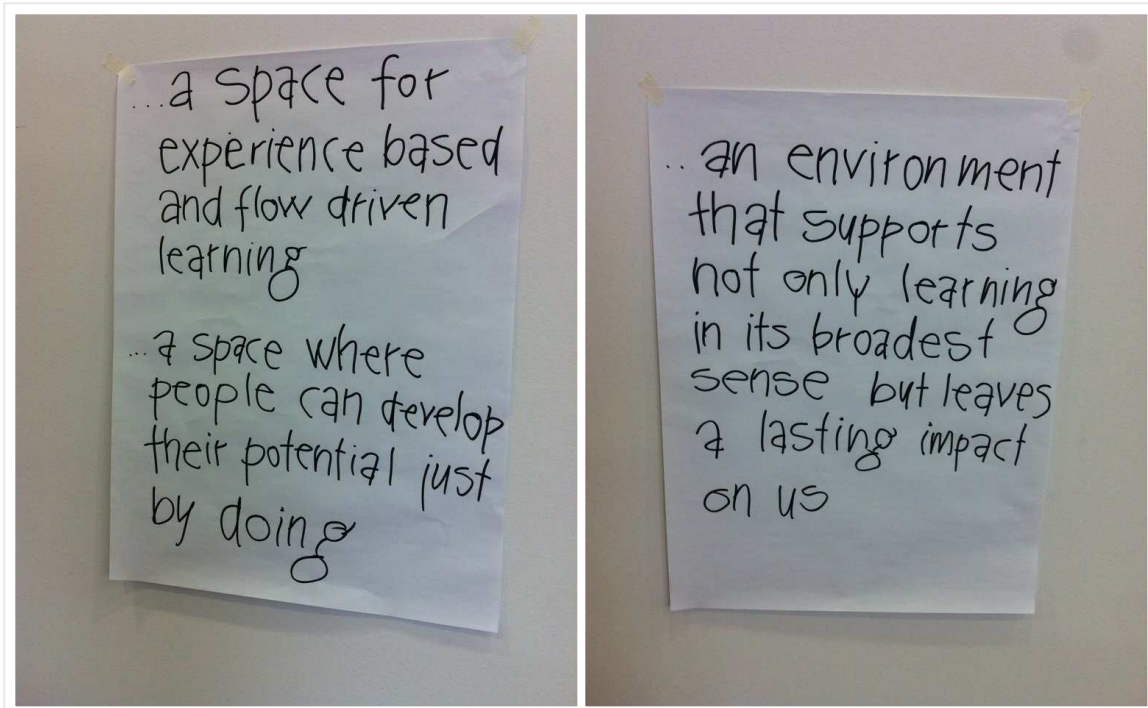 ...a space for
experience based
and flow driven
learning
...a space where
people can develop
their potential just
by doing
..an environment
that supports
not only learning
in its broadest
sense but leaves
a lasting impact
on us